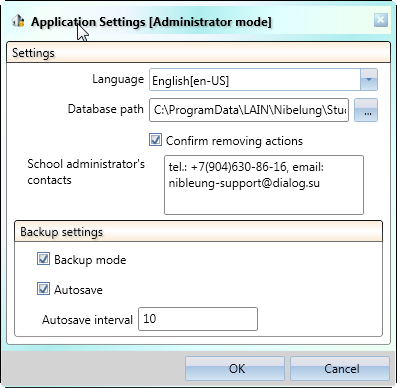 Application Settings [Administrator mode]
Settings
Language English[en-US]
Database path C:\ProgramData\LAIN\Nibelung\Stuc ...
Confirm removing actions
School administrator's
contacts
tel.: +7(904)630-86-16, email:
nibleung-support@dialog.su
Backup settings
Backup mode
Autosave
Autosave interval 10
OK Cancel